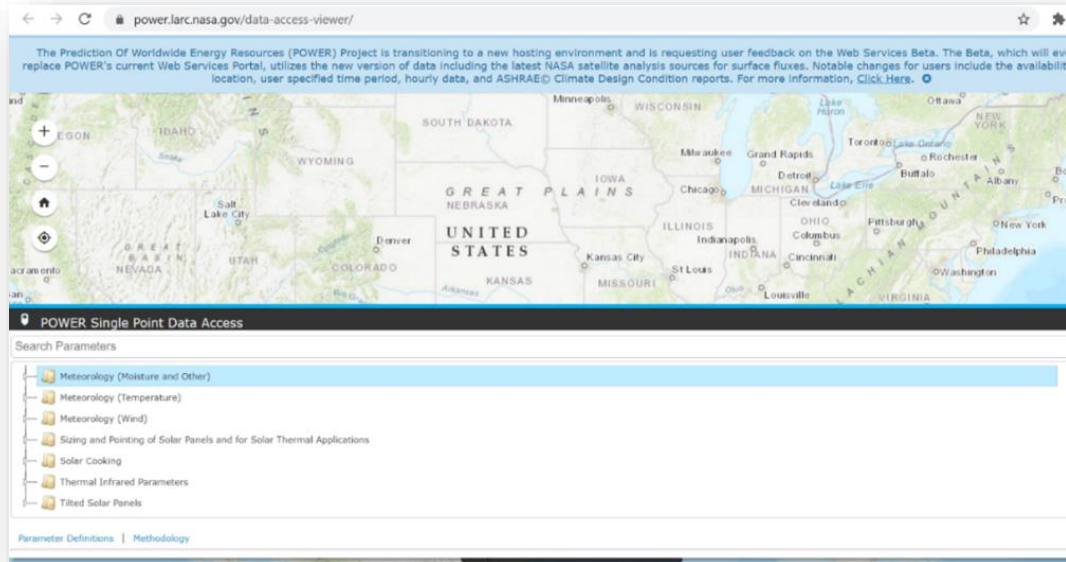 power.larc.nasa.gov/data-access-viewer/
The Prediction Of Worldwide Energy Resources (POWER) Project is transitioning to a new hosting environment and is requesting user feedback on the Web Services Beta. The Beta, which will
replace POWER's current Web Services Portal, utilizes the new version of data including the latest NASA satellite analysis sources for surface fluxes. Notable changes for users include the
location, user specified time period, hourly data, and ASHRAE© Climate Design Condition reports. For more information, Click Here.
Minneapolis
WISCONSIN
Lake Huron
Ottawa
NEW YORK
EGON
IDAHO
SOUTH DAKOTA
Toronto
Lake Ontario
Rochester
Snake
WYOMING
Milwaukee
Grand Rapids
Buffalo
Albany
IOWA
Detroit
Chicago
MICHIGAN
Lake Erie
GREAT PLAINS
NEBRASKA
Cleveland
Salt Lake City
UNITED STATES
ILLINOIS
OHIO
Pittsburgh
New York
Indianapolis
Columbus
Denver
GREAT BASIN
UTAH
Kansas City
INDIANA
Cincinnati
Philadelphia
NEVADA
COLORADO
St Louis
Washington
KANSAS
MISSOURI
Arkansas
Ohio
Louisville
VIRGINIA
POWER Single Point Data Access
Search Parameters
Meteorology (Moisture and Other)
Meteorology (Temperature)
Meteorology (Wind)
Sizing and Pointing of Solar Panels and for Solar Thermal Applications
Solar Cooking
Thermal Infrared Parameters
Tilted Solar Panels
Parameter Definitions | Methodology